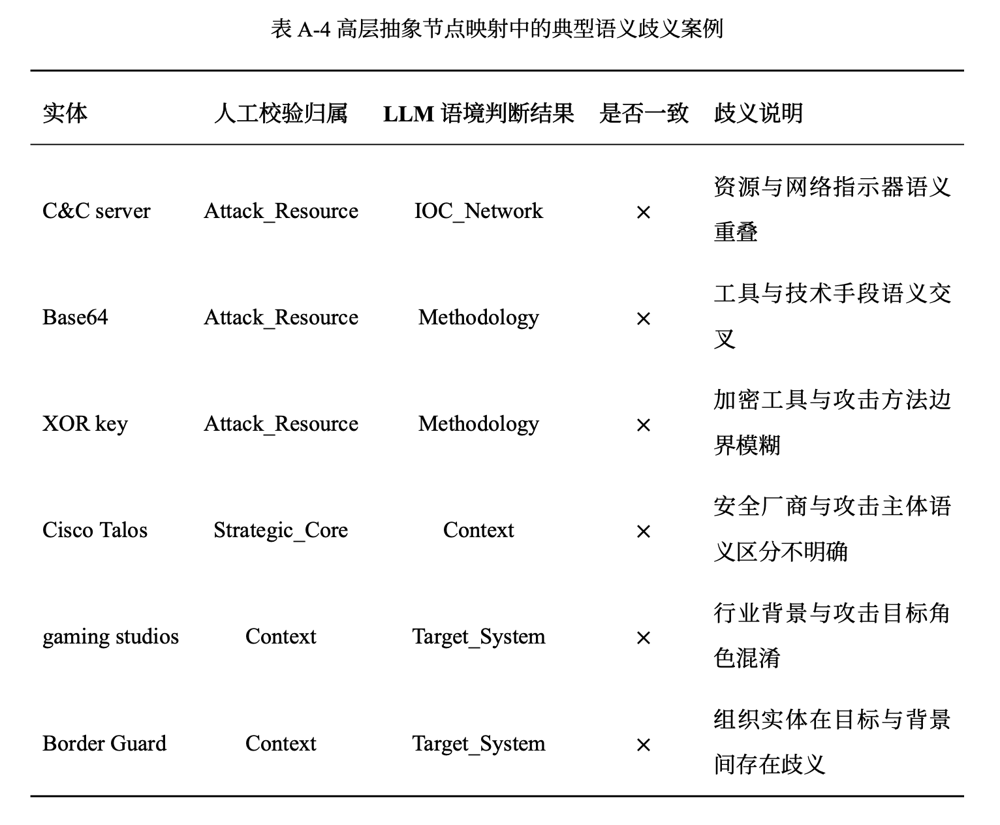 表 A-4 高层抽象节点映射中的典型语义歧义案例
实体 人工校验归属 LLM 语境判断结果 是否一致 歧义说明
资源与网络指示器语义
C&C server Attack_Resource IOC_Network ×
重叠
工具与技术手段语义交
Base64 Attack_Resource Methodology ×
叉
加密工具与攻击方法边
XOR key Attack_Resource Methodology ×
界模糊
安全厂商与攻击主体语
Cisco Talos Strategic_Core Context ×
义区分不明确
行业背景与攻击目标角
gaming studios Context Target_System ×
色混淆
组织实体在目标与背景
Border Guard Context Target_System ×
间存在歧义